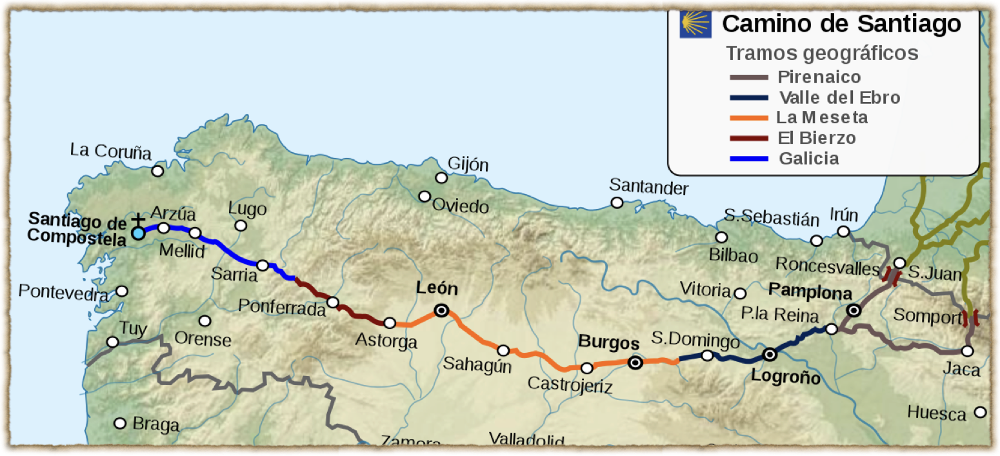 Camino de Santiago
Tramos geográficos
Pirenaico
Valle del Ebro
La Meseta
El Bierzo
Galicia
La Coruña
Gijón
Santander
Oviedo
Lugo
Arzúa
Santiago de
Compostela
Mellid
S.Sebastián
Irún
Bilbao
Roncesvalles
S.Juan
Sarria
Pontevedra
León
Vitoria
Pamplona
Ponferrada
P.la Reina
Somport
Tuy
Orense
Astorga
Burgos
S.Domingo
Sahagún
Castrojeriz
Logroño
Jaca
Huesca
Braga
Zamora
Valladolid